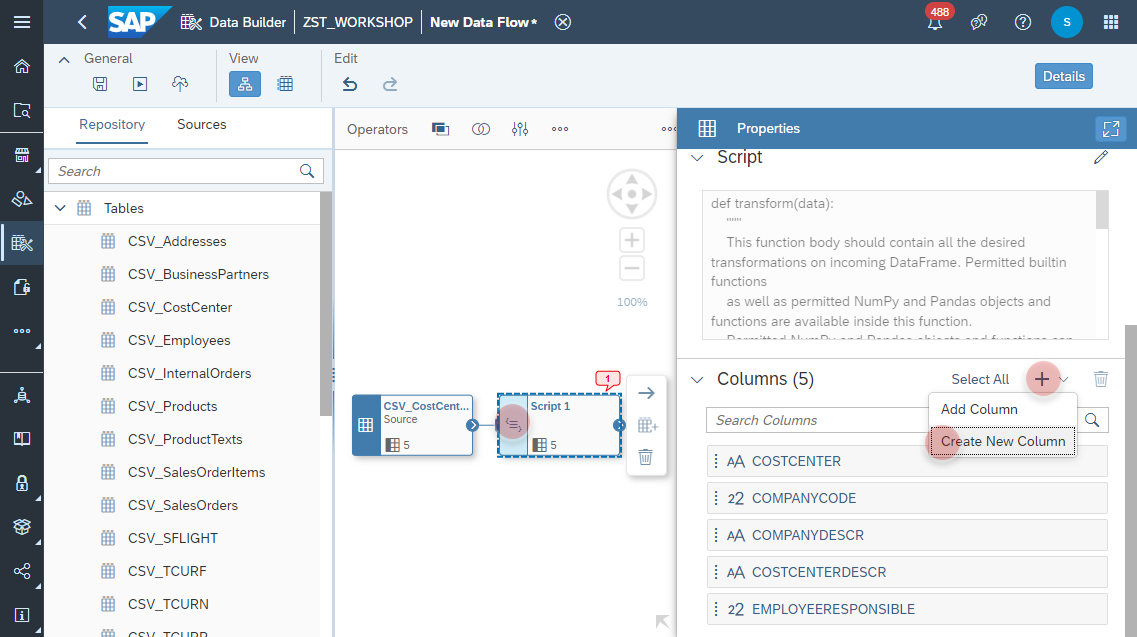 SAP
Data Builder
ZST_WORKSHOP
New Data Flow*
488
S
General
View
Edit
Details
Repository
Sources
Search
Tables
CSV_Addresses
CSV_BusinessPartners
CSV_CostCenter
CSV_Employees
CSV_InternalOrders
CSV_Products
CSV_ProductTexts
CSV_SalesOrderItems
CSV_SalesOrders
CSV_SFLIGHT
CSV_TCURF
CSV_TCURN
CSV_TCURR
Operators
100%
CSV_CostCent...
Source
5
1
Script 1
5
Properties
Script
def transform(data):
"""
This function body should contain all the desired
transformations on incoming DataFrame. Permitted builtin
functions
as well as permitted NumPy and Pandas objects and
functions are available inside this function.
Permitted NumPy and Pandas objects and functions can
Columns (5)
Select All
Add Column
Create New Column
Search Columns
AA COSTCENTER
22 COMPANYCODE
AA COMPANYDESCR
AA COSTCENTERDESCR
22 EMPLOYEERESPONSIBLE